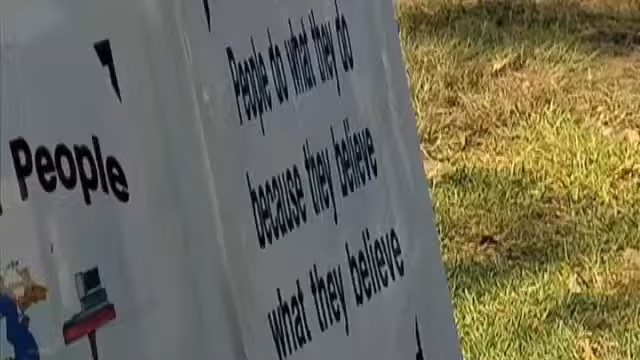 People
People do what they do
because they believe
what they believe